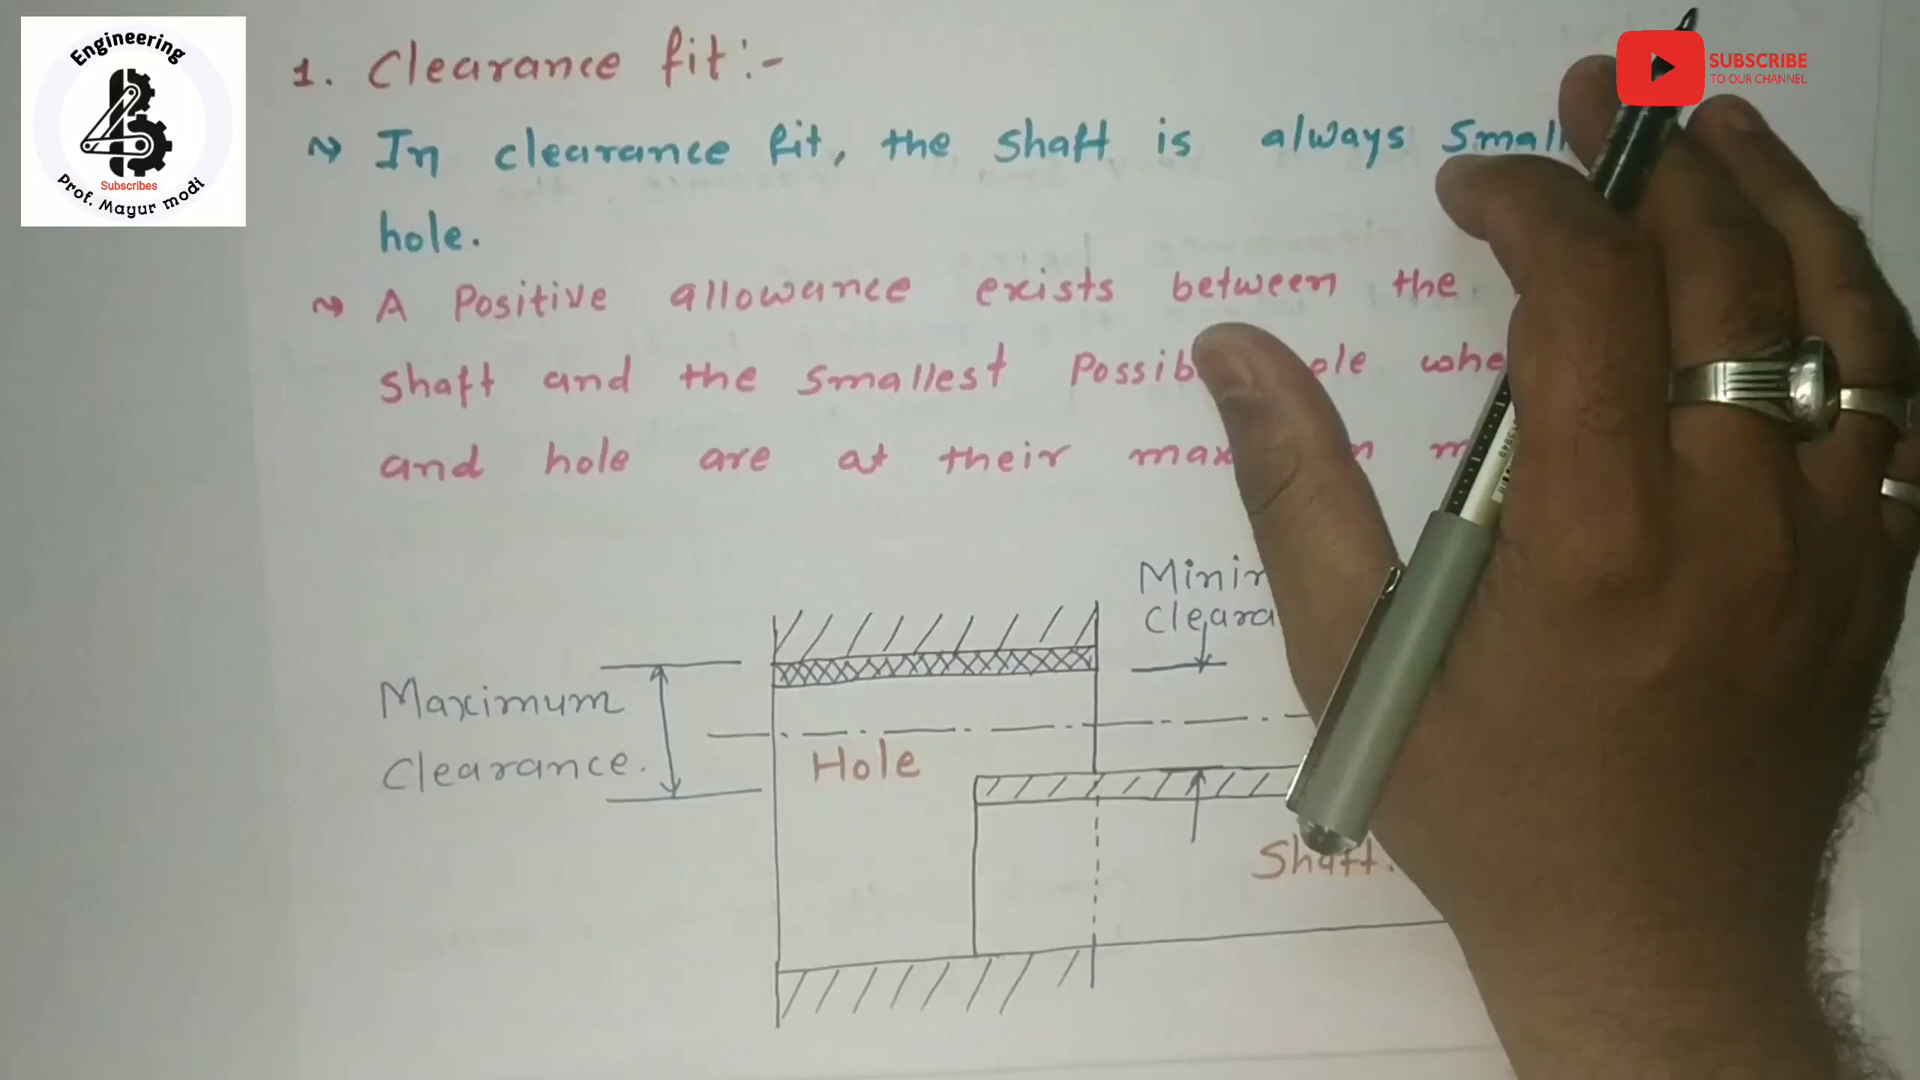 Engineering
Subscribes
Prof. Mayur modi
SUBSCRIBE
TO OUR CHANNEL
1. Clearance fit:-
~> In clearance fit, the shaft is always
hole.
~> A Positive allowance exists between the
shaft and the smallest
and hole are at their
Maximum
Clearance.
Hole
Shaft.